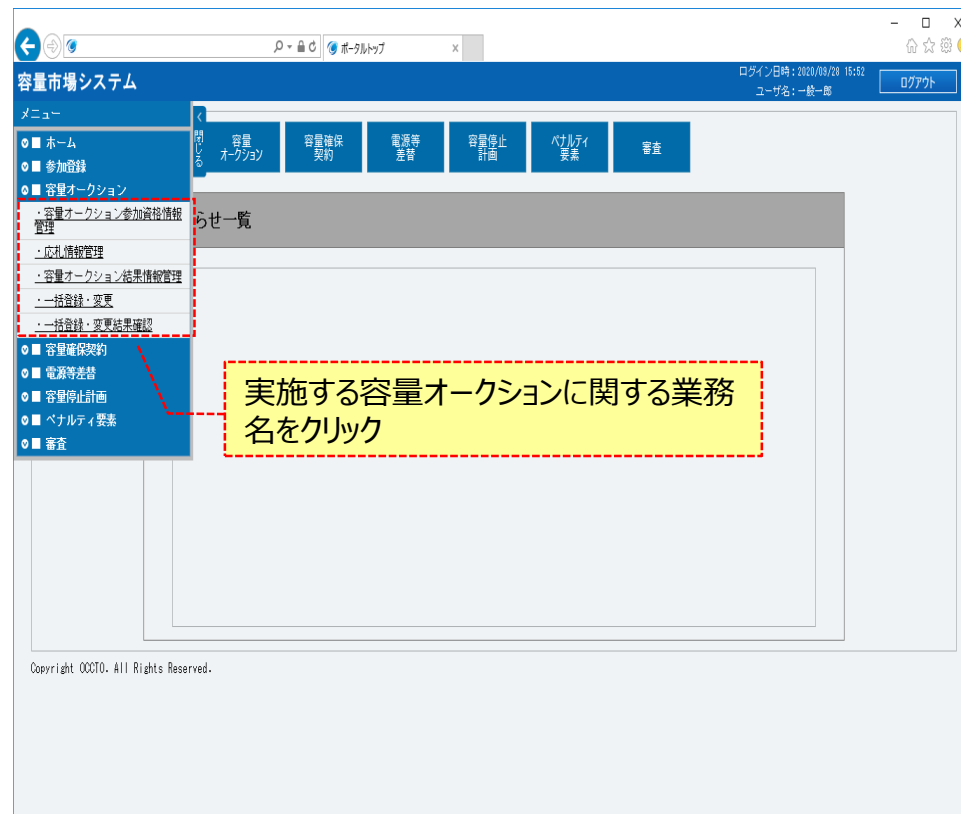 ポータルトップ
容量市場システム
ログイン日時：2020/09/28 15:52
ユーザ名：一般一郎
ログアウト
メニュー
閉じる
■ ホーム
■ 参加登録
■ 容量オークション
・容量オークション参加資格情報
管理
・応札情報管理
・容量オークション結果情報管理
・一括登録・変更
・一括登録・変更結果確認
■ 容量確保契約
■ 電源等差替
■ 容量停止計画
■ ペナルティ要素
■ 審査
容量
オークション
容量確保
契約
電源等
差替
容量停止
計画
ペナルティ
要素
審査
らせ一覧
実施する容量オークションに関する業務
名をクリック
Copyright OCCTO. All Rights Reserved.